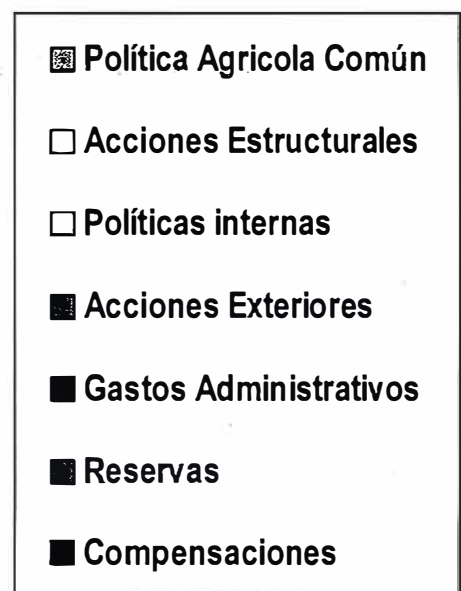 Política Agricola Común
Acciones Estructurales
Políticas internas
Acciones Exteriores
Gastos Administrativos
Reservas
Compensaciones